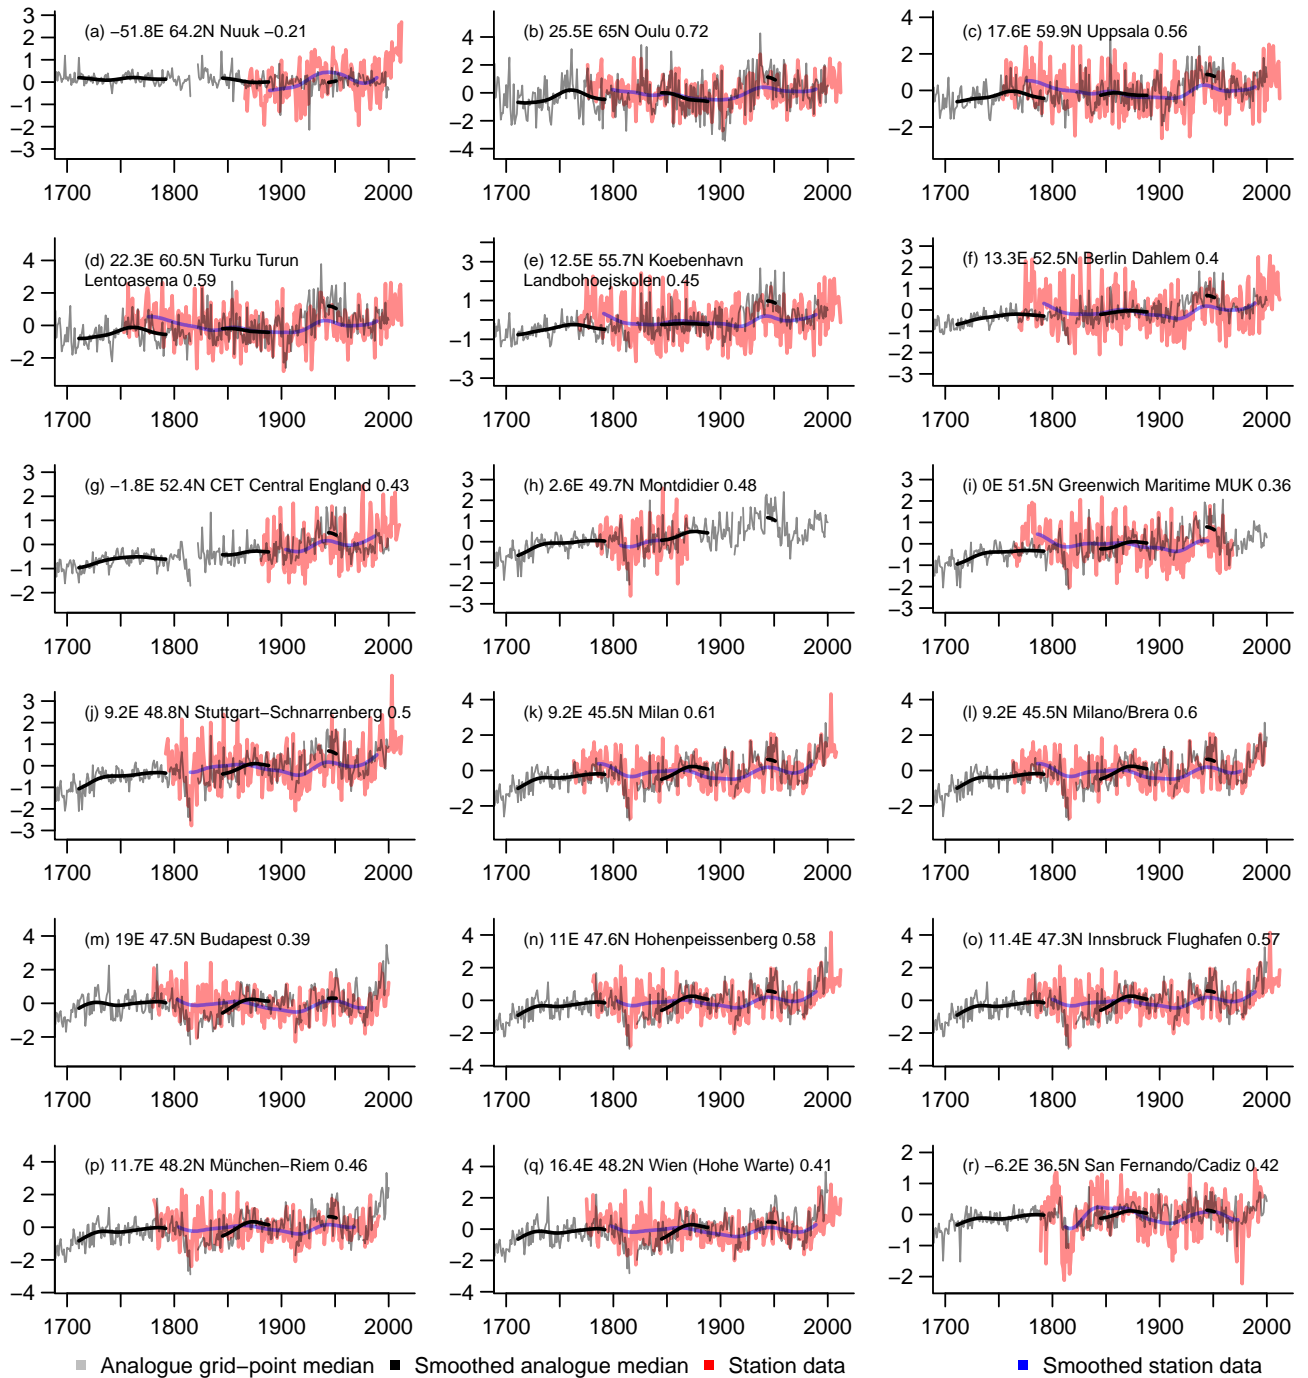 (a) −51.8E 64.2N Nuuk −0.21
(b) 25.5E 65N Oulu 0.72
(c) 17.6E 59.9N Uppsala 0.56
3
2
1
0
−1
−2
−3
4
2
0
−2
−4
4
2
0
−2
1700 1800 1900 2000
1700 1800 1900 2000
1700 1800 1900 2000
(d) 22.3E 60.5N Turku Turun
Lentoasema 0.59
(e) 12.5E 55.7N Koebenhavn
Landbohoejskolen 0.45
(f) 13.3E 52.5N Berlin Dahlem 0.4
4
2
0
−2
3
1
0
−1
−3
3
2
1
0
−1
−2
−3
1700 1800 1900 2000
1700 1800 1900 2000
1700 1800 1900 2000
(g) −1.8E 52.4N CET Central England 0.43
(h) 2.6E 49.7N Montdidier 0.48
(i) 0E 51.5N Greenwich Maritime MUK 0.36
3
2
1
0
−1
−2
3
2
1
0
−1
−2
−3
3
2
1
0
−1
−2
−3
1700 1800 1900 2000
1700 1800 1900 2000
1700 1800 1900 2000
(j) 9.2E 48.8N Stuttgart−Schnarrenberg 0.5
(k) 9.2E 45.5N Milan 0.61
(l) 9.2E 45.5N Milano/Brera 0.6
3
2
1
0
−1
−2
−3
4
2
0
−2
4
2
0
−2
1700 1800 1900 2000
1700 1800 1900 2000
1700 1800 1900 2000
(m) 19E 47.5N Budapest 0.39
(n) 11E 47.6N Hohenpeissenberg 0.58
(o) 11.4E 47.3N Innsbruck Flughafen 0.57
4
2
0
−2
4
2
0
−2
−4
4
2
0
−2
−4
1700 1800 1900 2000
1700 1800 1900 2000
1700 1800 1900 2000
(p) 11.7E 48.2N München−Riem 0.46
(q) 16.4E 48.2N Wien (Hohe Warte) 0.41
(r) −6.2E 36.5N San Fernando/Cadiz 0.42
4
2
0
−2
−4
4
2
0
−2
−4
2
1
0
−1
−2
1700 1800 1900 2000
1700 1800 1900 2000
1700 1800 1900 2000
Analogue grid−point median
Smoothed analogue median
Station data
Smoothed station data